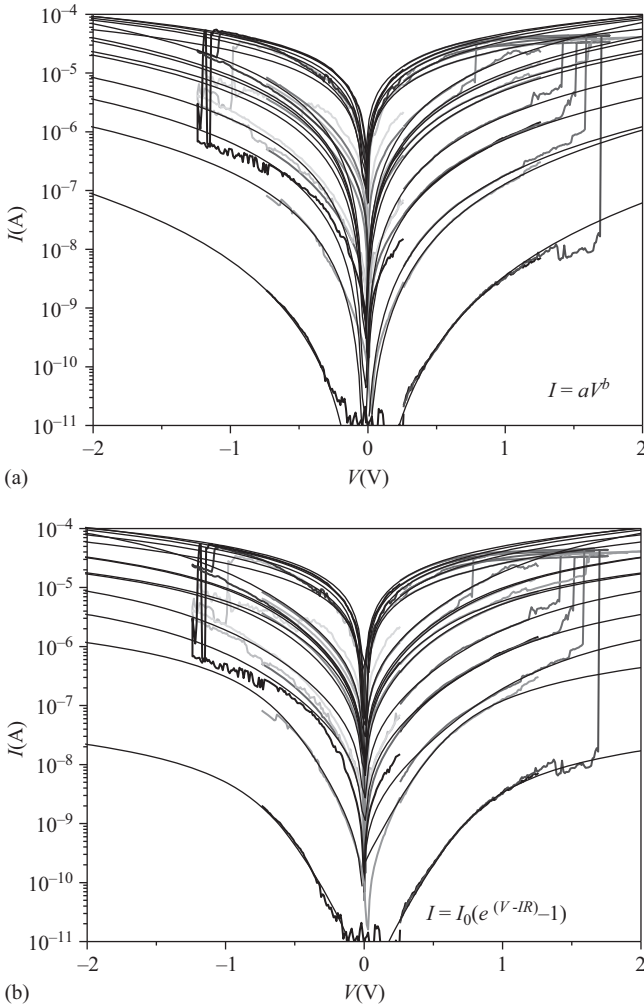 10⁻⁴
10⁻⁵
10⁻⁶
10⁻⁷
10⁻⁸
10⁻⁹
10⁻¹⁰
10⁻¹¹
I(A)
I = aVᵇ
−2 −1 0 1 2
V(V)
(a)
10⁻⁴
10⁻⁵
10⁻⁶
10⁻⁷
10⁻⁸
10⁻⁹
10⁻¹⁰
10⁻¹¹
I(A)
I = I₀(e ⁽ⱽ ⁻ᴵᴿ⁾−1)
−2 −1 0 1 2
V(V)
(b)